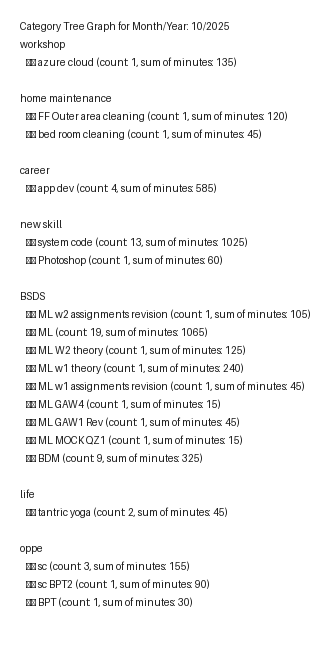 Category Tree Graph for Month/Year: 10/2025
workshop
azure cloud (count: 1, sum of minutes: 135)
home maintenance
FF Outer area cleaning (count: 1, sum of minutes: 120)
bed room cleaning (count: 1, sum of minutes: 45)
career
app dev (count: 4, sum of minutes: 585)
new skill
system code (count: 13, sum of minutes: 1025)
Photoshop (count: 1, sum of minutes: 60)
BSDS
ML w2 assignments revision (count: 1, sum of minutes: 105)
ML (count: 19, sum of minutes: 1065)
ML W2 theory (count: 1, sum of minutes: 125)
ML w1 theory (count: 1, sum of minutes: 240)
ML w1 assignments revision (count: 1, sum of minutes: 45)
ML GAW4 (count: 1, sum of minutes: 15)
ML GAW1 Rev (count: 1, sum of minutes: 45)
ML MOCK QZ1 (count: 1, sum of minutes: 15)
BDM (count: 9, sum of minutes: 325)
life
tantric yoga (count: 2, sum of minutes: 45)
oppe
sc (count: 3, sum of minutes: 155)
sc BPT2 (count: 1, sum of minutes: 90)
BPT (count: 1, sum of minutes: 30)